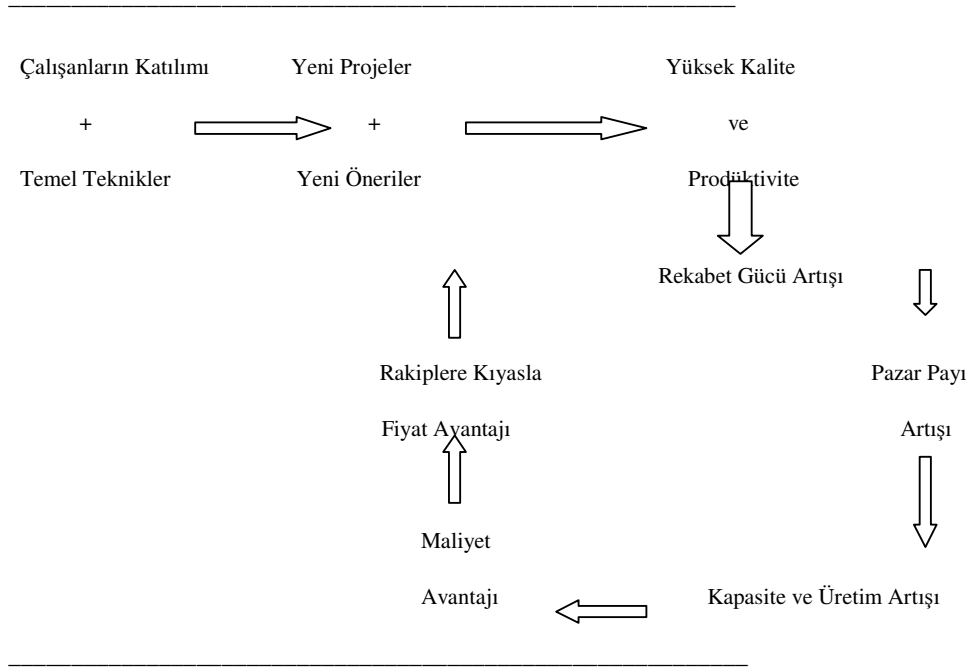 Çalışanların Katılımı Yeni Projeler Yüksek Kalite
+ + ve
Temel Teknikler Yeni Öneriler Prodüktivite
Rekabet Gücü Artışı
Rakiplere Kıyasla Pazar Payı
Fiyat Avantajı Artışı
Maliyet
Avantajı Kapasite ve Üretim Artışı